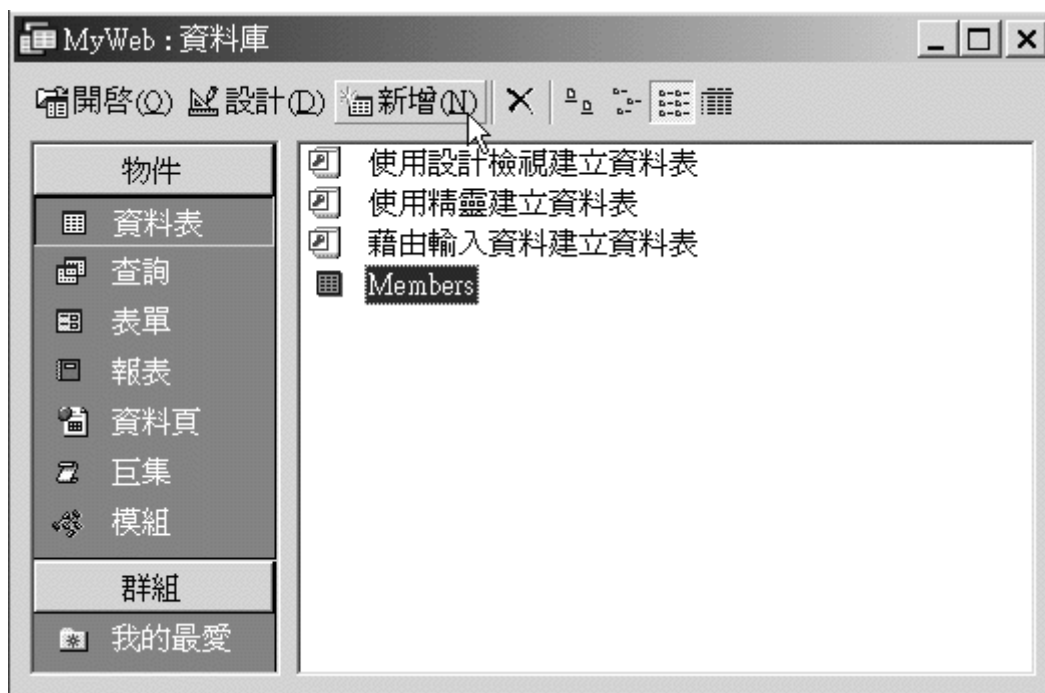 MyWeb : 資料庫
開啓(O) 設計(D) 新增(N)
物件
資料表
查詢
表單
報表
資料頁
巨集
模組
群組
我的最愛
使用設計檢視建立資料表
使用精靈建立資料表
藉由輸入資料建立資料表
Members